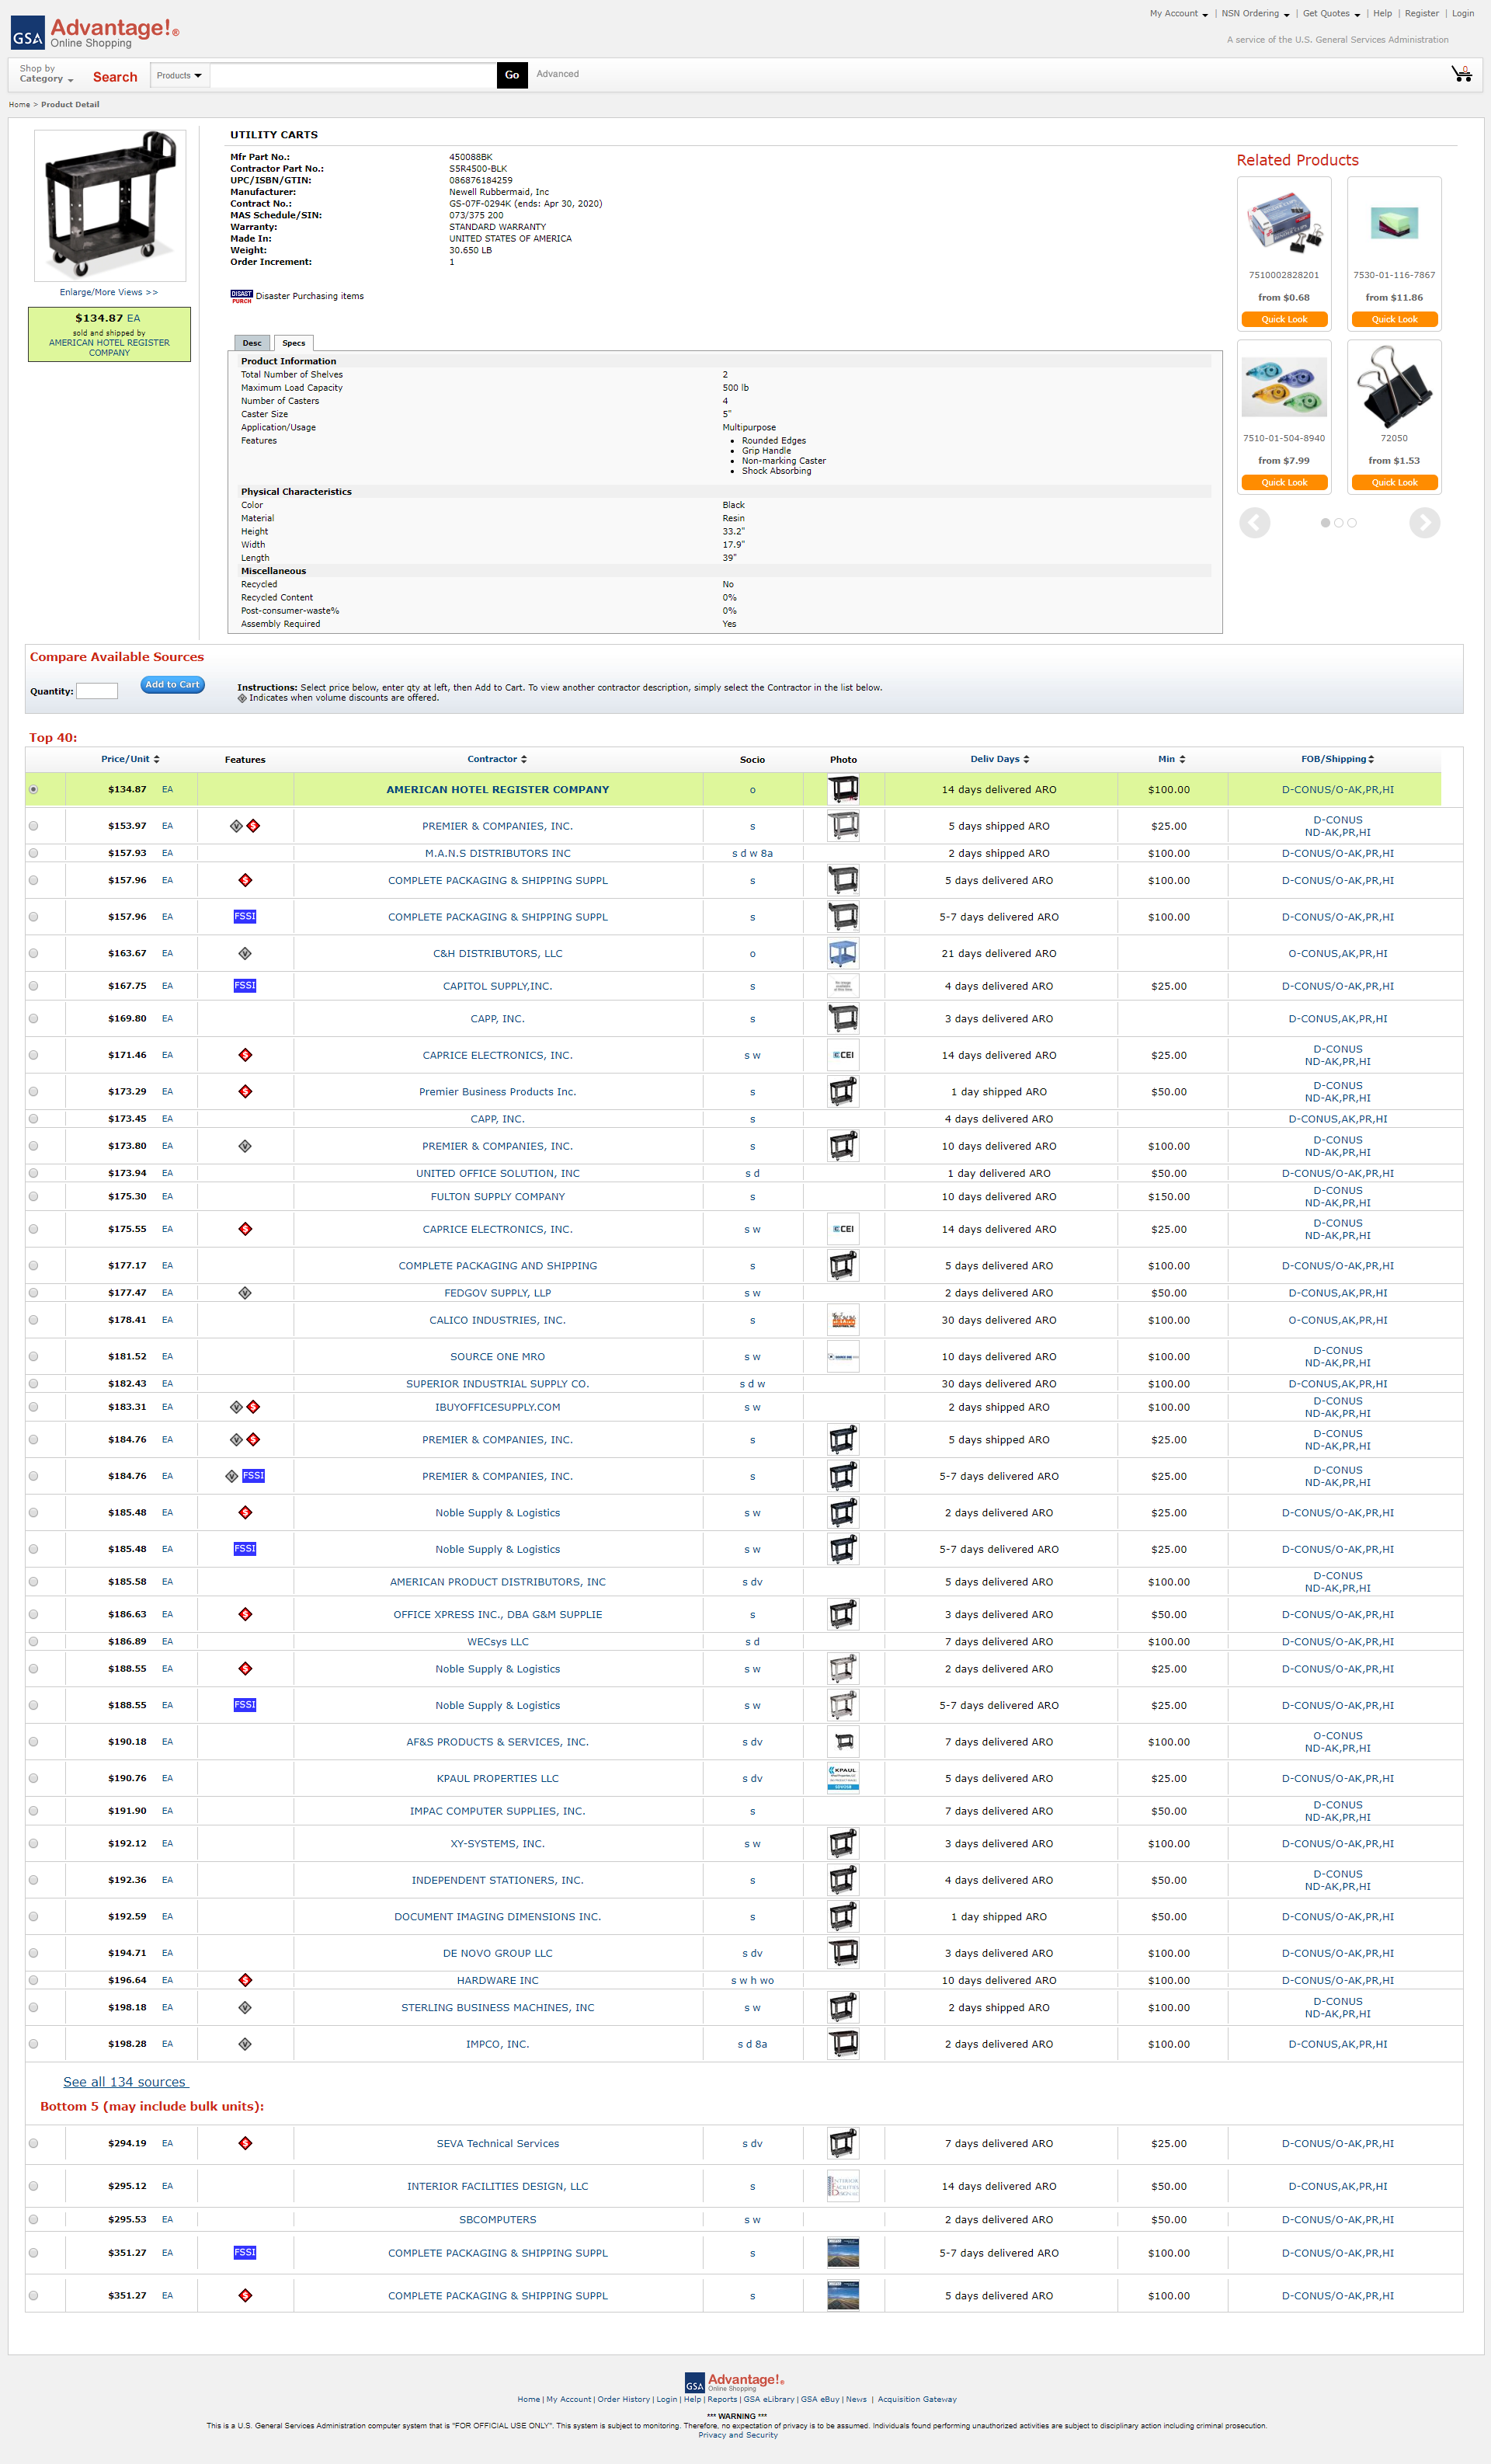 My Account | NSN Ordering | Get Quotes | Help | Register | Login
GSA Advantage!®
Online Shopping
A service of the U.S. General Services Administration
Shop by
Category
Search
Products
Go
Advanced
0
Home > Product Detail
UTILITY CARTS
Mfr Part No.: 450088BK
Contractor Part No.: S5R4500-BLK
UPC/ISBN/GTIN: 086876184259
Manufacturer: Newell Rubbermaid, Inc
Contract No.: GS-07F-0294K (ends: Apr 30, 2020)
MAS Schedule/SIN: 073/375 200
Warranty: STANDARD WARRANTY
Made In: UNITED STATES OF AMERICA
Weight: 30.650 LB
Order Increment: 1
DISAST PURCH Disaster Purchasing items
Enlarge/More Views >>
$134.87 EA
sold and shipped by
AMERICAN HOTEL REGISTER
COMPANY
Desc Specs
Product Information
Total Number of Shelves 2
Maximum Load Capacity 500 lb
Number of Casters 4
Caster Size 5"
Application/Usage Multipurpose
Features • Rounded Edges
• Grip Handle
• Non-marking Caster
• Shock Absorbing
Physical Characteristics
Color Black
Material Resin
Height 33.2"
Width 17.9"
Length 39"
Miscellaneous
Recycled No
Recycled Content 0%
Post-consumer-waste% 0%
Assembly Required Yes
Related Products
7510002828201 7530-01-116-7867
from $0.68 from $11.86
Quick Look Quick Look
7510-01-504-8940 72050
from $7.99 from $1.53
Quick Look Quick Look
Compare Available Sources
Quantity: Add to Cart
Instructions: Select price below, enter qty at left, then Add to Cart. To view another contractor description, simply select the Contractor in the list below.
V Indicates when volume discounts are offered.
Top 40:
Price/Unit Features Contractor Socio Photo Deliv Days Min FOB/Shipping
$134.87 EA AMERICAN HOTEL REGISTER COMPANY o 14 days delivered ARO $100.00 D-CONUS/O-AK,PR,HI
$153.97 EA V $ PREMIER & COMPANIES, INC. s 5 days shipped ARO $25.00 D-CONUS
ND-AK,PR,HI
$157.93 EA M.A.N.S DISTRIBUTORS INC s d w 8a 2 days shipped ARO $100.00 D-CONUS/O-AK,PR,HI
$157.96 EA $ COMPLETE PACKAGING & SHIPPING SUPPL s 5 days delivered ARO $100.00 D-CONUS/O-AK,PR,HI
$157.96 EA FSSI COMPLETE PACKAGING & SHIPPING SUPPL s 5-7 days delivered ARO $100.00 D-CONUS/O-AK,PR,HI
$163.67 EA V C&H DISTRIBUTORS, LLC o 21 days delivered ARO O-CONUS,AK,PR,HI
$167.75 EA FSSI CAPITOL SUPPLY,INC. s 4 days delivered ARO $25.00 D-CONUS/O-AK,PR,HI
$169.80 EA CAPP, INC. s 3 days delivered ARO D-CONUS,AK,PR,HI
$171.46 EA $ CAPRICE ELECTRONICS, INC. s w CEI 14 days delivered ARO $25.00 D-CONUS
ND-AK,PR,HI
$173.29 EA $ Premier Business Products Inc. s 1 day shipped ARO $50.00 D-CONUS
ND-AK,PR,HI
$173.45 EA CAPP, INC. s 4 days delivered ARO D-CONUS,AK,PR,HI
$173.80 EA V PREMIER & COMPANIES, INC. s 10 days delivered ARO $100.00 D-CONUS
ND-AK,PR,HI
$173.94 EA UNITED OFFICE SOLUTION, INC s d 1 day delivered ARO $50.00 D-CONUS/O-AK,PR,HI
$175.30 EA FULTON SUPPLY COMPANY s 10 days delivered ARO $150.00 D-CONUS
ND-AK,PR,HI
$175.55 EA $ CAPRICE ELECTRONICS, INC. s w CEI 14 days delivered ARO $25.00 D-CONUS
ND-AK,PR,HI
$177.17 EA COMPLETE PACKAGING AND SHIPPING s 5 days delivered ARO $100.00 D-CONUS/O-AK,PR,HI
$177.47 EA V FEDGOV SUPPLY, LLP s w 2 days delivered ARO $50.00 D-CONUS,AK,PR,HI
$178.41 EA CALICO INDUSTRIES, INC. s 30 days delivered ARO $100.00 O-CONUS,AK,PR,HI
$181.52 EA SOURCE ONE MRO s w 10 days delivered ARO $100.00 D-CONUS
ND-AK,PR,HI
$182.43 EA SUPERIOR INDUSTRIAL SUPPLY CO. s d w 30 days delivered ARO $100.00 D-CONUS,AK,PR,HI
$183.31 EA V $ IBUYOFFICESUPPLY.COM s w 2 days shipped ARO $100.00 D-CONUS
ND-AK,PR,HI
$184.76 EA V $ PREMIER & COMPANIES, INC. s 5 days shipped ARO $25.00 D-CONUS
ND-AK,PR,HI
$184.76 EA V FSSI PREMIER & COMPANIES, INC. s 5-7 days delivered ARO $25.00 D-CONUS
ND-AK,PR,HI
$185.48 EA $ Noble Supply & Logistics s w 2 days delivered ARO $25.00 D-CONUS/O-AK,PR,HI
$185.48 EA FSSI Noble Supply & Logistics s w 5-7 days delivered ARO $25.00 D-CONUS/O-AK,PR,HI
$185.58 EA AMERICAN PRODUCT DISTRIBUTORS, INC s dv 5 days delivered ARO $100.00 D-CONUS
ND-AK,PR,HI
$186.63 EA $ OFFICE XPRESS INC., DBA G&M SUPPLIE s 3 days delivered ARO $50.00 D-CONUS/O-AK,PR,HI
$186.89 EA WECsys LLC s d 7 days delivered ARO $100.00 D-CONUS/O-AK,PR,HI
$188.55 EA $ Noble Supply & Logistics s w 2 days delivered ARO $25.00 D-CONUS/O-AK,PR,HI
$188.55 EA FSSI Noble Supply & Logistics s w 5-7 days delivered ARO $25.00 D-CONUS/O-AK,PR,HI
$190.18 EA AF&S PRODUCTS & SERVICES, INC. s dv 7 days delivered ARO $100.00 O-CONUS
ND-AK,PR,HI
$190.76 EA KPAUL PROPERTIES LLC s dv KPAUL 5 days delivered ARO $25.00 D-CONUS/O-AK,PR,HI
$191.90 EA IMPAC COMPUTER SUPPLIES, INC. s 7 days delivered ARO $50.00 D-CONUS
ND-AK,PR,HI
$192.12 EA XY-SYSTEMS, INC. s w 3 days delivered ARO $100.00 D-CONUS/O-AK,PR,HI
$192.36 EA INDEPENDENT STATIONERS, INC. s 4 days delivered ARO $50.00 D-CONUS
ND-AK,PR,HI
$192.59 EA DOCUMENT IMAGING DIMENSIONS INC. s 1 day shipped ARO $50.00 D-CONUS/O-AK,PR,HI
$194.71 EA DE NOVO GROUP LLC s dv 3 days delivered ARO $100.00 D-CONUS/O-AK,PR,HI
$196.64 EA $ HARDWARE INC s w h wo 10 days delivered ARO $100.00 D-CONUS/O-AK,PR,HI
$198.18 EA V STERLING BUSINESS MACHINES, INC s w 2 days shipped ARO $100.00 D-CONUS
ND-AK,PR,HI
$198.28 EA V IMPCO, INC. s d 8a 2 days delivered ARO $100.00 D-CONUS,AK,PR,HI
See all 134 sources
Bottom 5 (may include bulk units):
$294.19 EA $ SEVA Technical Services s dv 7 days delivered ARO $25.00 D-CONUS/O-AK,PR,HI
$295.12 EA INTERIOR FACILITIES DESIGN, LLC s 14 days delivered ARO $50.00 D-CONUS,AK,PR,HI
$295.53 EA SBCOMPUTERS s w 2 days delivered ARO $50.00 D-CONUS/O-AK,PR,HI
$351.27 EA FSSI COMPLETE PACKAGING & SHIPPING SUPPL s 5-7 days delivered ARO $100.00 D-CONUS/O-AK,PR,HI
$351.27 EA $ COMPLETE PACKAGING & SHIPPING SUPPL s 5 days delivered ARO $100.00 D-CONUS/O-AK,PR,HI
GSA Advantage!®
Online Shopping
Home | My Account | Order History | Login | Help | Reports | GSA eLibrary | GSA eBuy | News | Acquisition Gateway
*** WARNING ***
This is a U.S. General Services Administration computer system that is "FOR OFFICIAL USE ONLY". This system is subject to monitoring. Therefore, no expectation of privacy is to be assumed. Individuals found performing unauthorized activities are subject to disciplinary action including criminal prosecution.
Privacy and Security